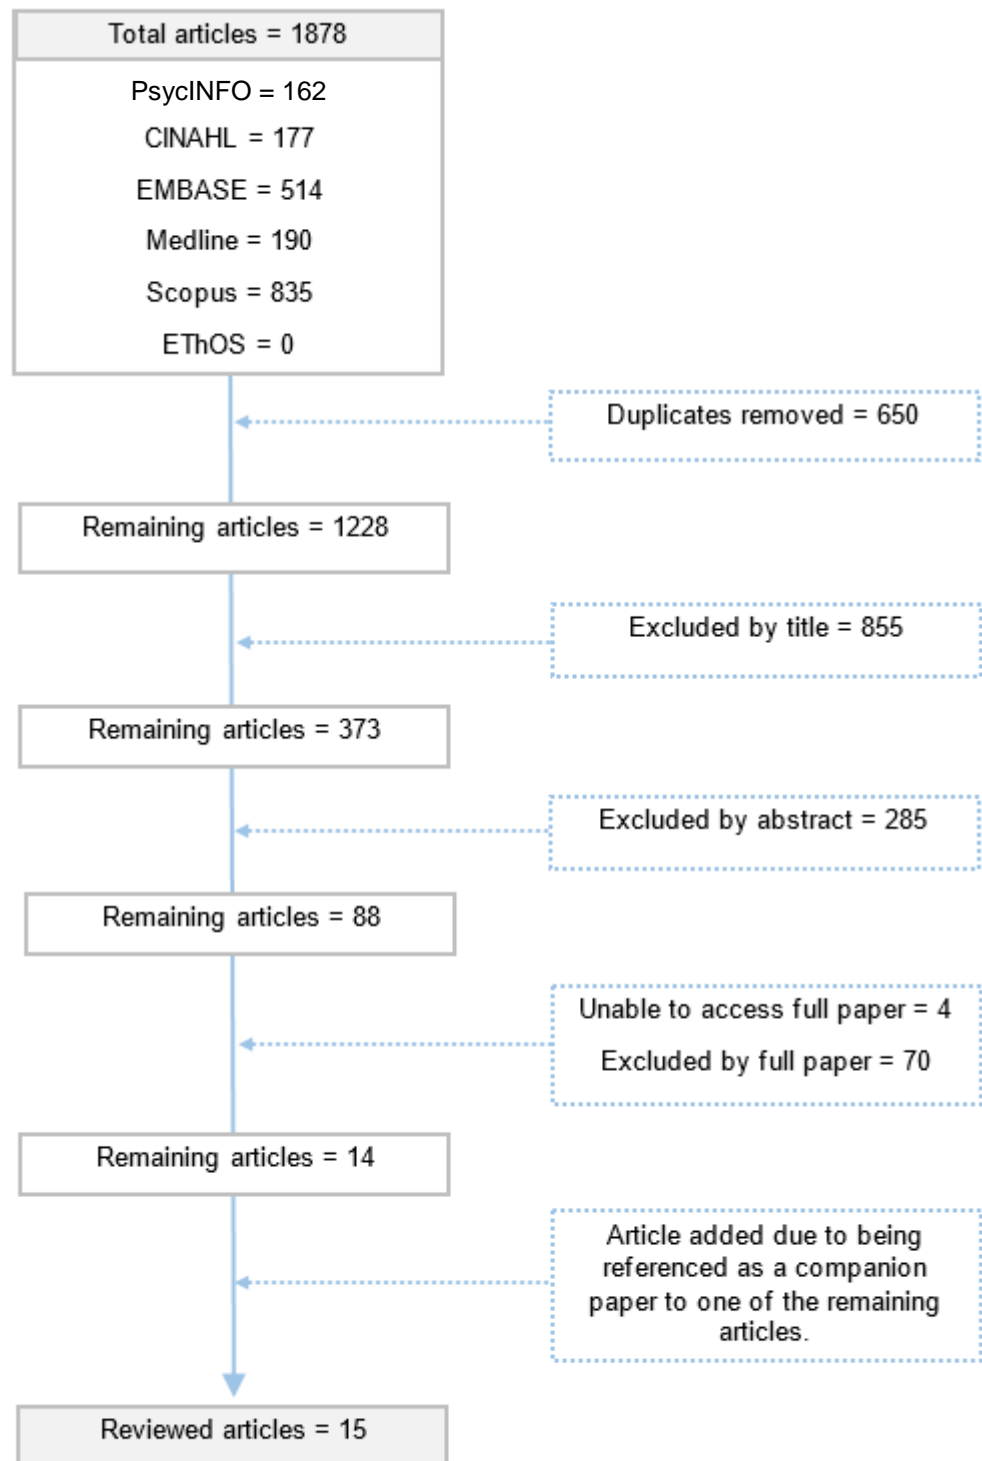 Total articles = 1878
PsycINFO = 162
CINAHL = 177
EMBASE = 514
Medline = 190
Scopus = 835
EThOS = 0
Duplicates removed = 650
Remaining articles = 1228
Excluded by title = 855
Remaining articles = 373
Excluded by abstract = 285
Remaining articles = 88
Unable to access full paper = 4
Excluded by full paper = 70
Remaining articles = 14
Article added due to being
referenced as a companion
paper to one of the remaining
articles.
Reviewed articles = 15